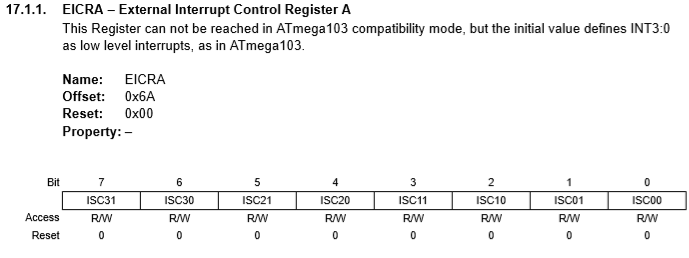 17.1.1. EICRA – External Interrupt Control Register A
This Register can not be reached in ATmega103 compatibility mode, but the initial value defines INT3:0
as low level interrupts, as in ATmega103.
Name: EICRA
Offset: 0x6A
Reset: 0x00
Property: –
Bit 7 6 5 4 3 2 1 0
ISC31 ISC30 ISC21 ISC20 ISC11 ISC10 ISC01 ISC00
Access R/W R/W R/W R/W R/W R/W R/W R/W
Reset 0 0 0 0 0 0 0 0